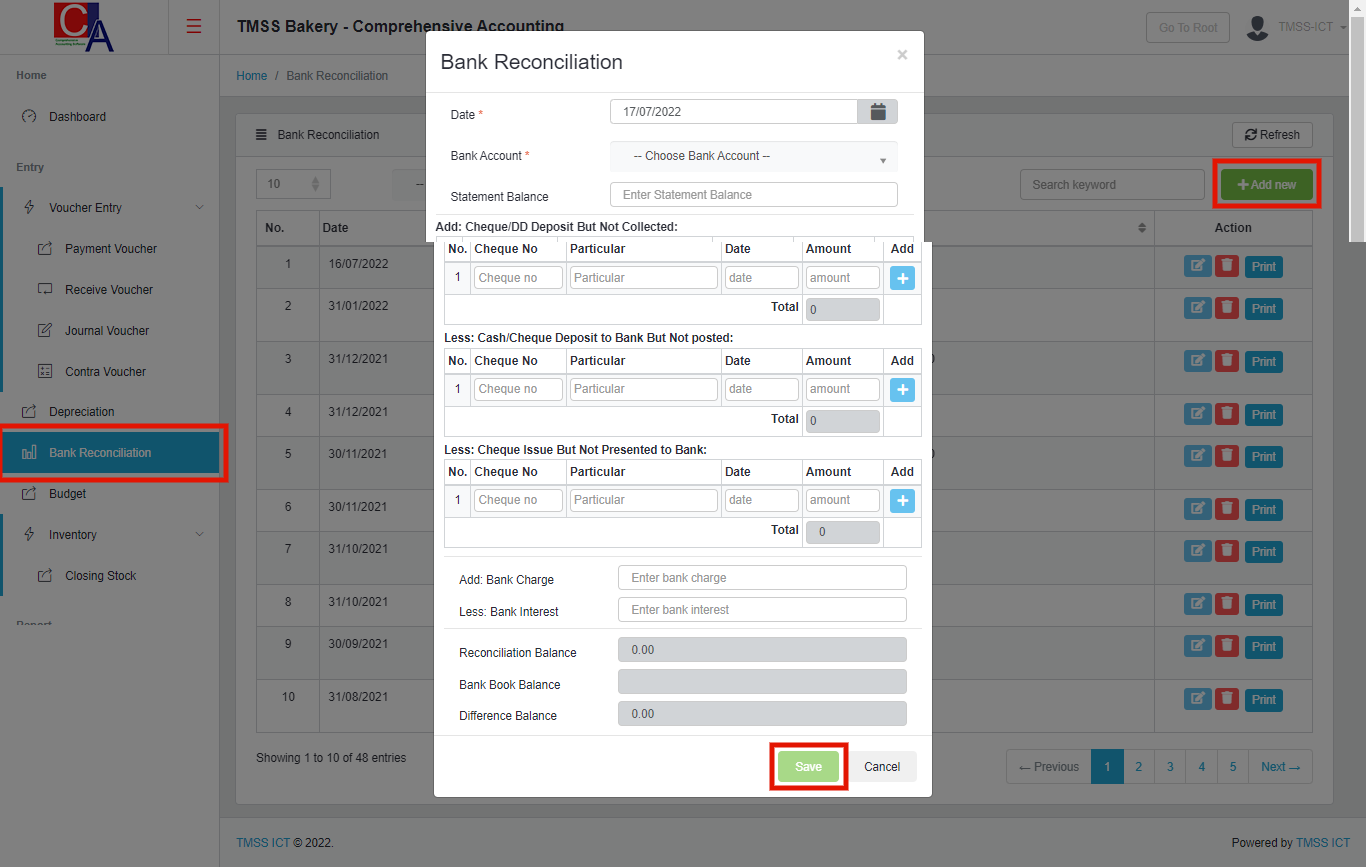 CA
TMSS Bakery - Comprehensive Accounting
Go To Root
TMSS-ICT
Home
Dashboard
Entry
Voucher Entry
Payment Voucher
Receive Voucher
Journal Voucher
Contra Voucher
Depreciation
Bank Reconciliation
Budget
Inventory
Closing Stock
Home / Bank Reconciliation
Bank Reconciliation
Refresh
10
--
Search keyword
Add new
No. Date Action
1 16/07/2022 Print
2 31/01/2022 Print
3 31/12/2021 Print
4 31/12/2021 Print
5 30/11/2021 Print
6 30/11/2021 Print
7 31/10/2021 Print
8 31/10/2021 Print
9 30/09/2021 Print
10 31/08/2021 Print
Showing 1 to 10 of 48 entries
← Previous 1 2 3 4 5 Next →
TMSS ICT © 2022.
Powered by TMSS ICT
Bank Reconciliation
×
Date * 17/07/2022
Bank Account * -- Choose Bank Account --
Statement Balance Enter Statement Balance
Add: Cheque/DD Deposit But Not Collected:
No. Cheque No Particular Date Amount Add
1 Cheque no Particular date amount +
Total 0
Less: Cash/Cheque Deposit to Bank But Not posted:
No. Cheque No Particular Date Amount Add
1 Cheque no Particular date amount +
Total 0
Less: Cheque Issue But Not Presented to Bank:
No. Cheque No Particular Date Amount Add
1 Cheque no Particular date amount +
Total 0
Add: Bank Charge Enter bank charge
Less: Bank Interest Enter bank interest
Reconciliation Balance 0.00
Bank Book Balance
Difference Balance 0.00
Save Cancel